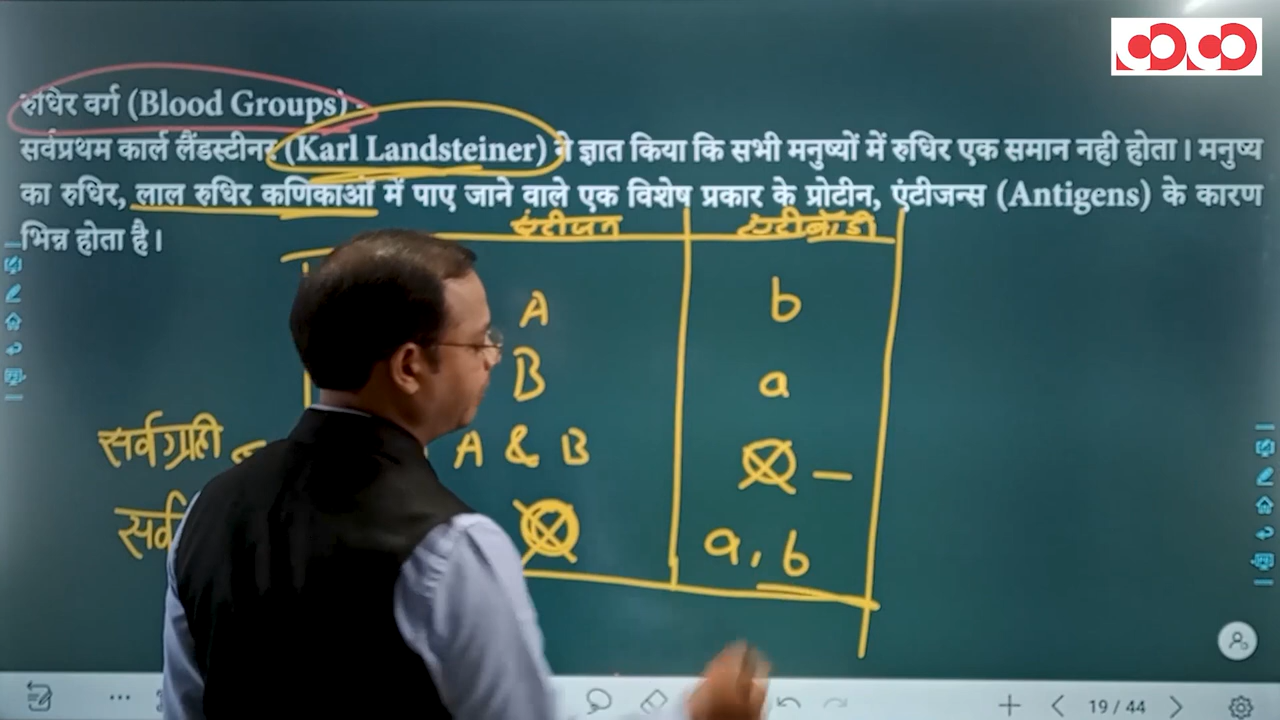 रुधिर वर्ग (Blood Groups) -
सर्वप्रथम कार्ल लैंडस्टीनर (Karl Landsteiner) ने ज्ञात किया कि सभी मनुष्यों में रुधिर एक समान नही होता। मनुष्य
का रुधिर, लाल रुधिर कणिकाओं में पाए जाने वाले एक विशेष प्रकार के प्रोटीन, एंटीजन्स (Antigens) के कारण
भिन्न होता है।
एंटीजन एन्टीबॉडी
A b
B a
सर्वग्राही A & B –
a, b
19 / 44